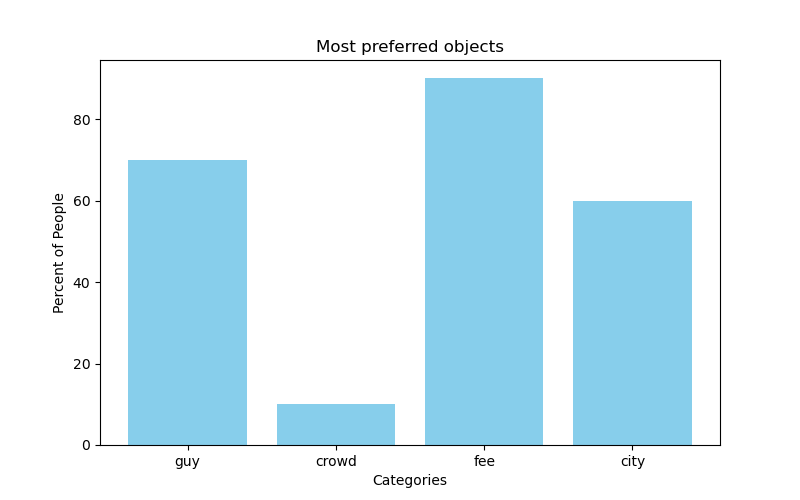 Most preferred objects
Percent of People
80
60
40
20
0
guy crowd fee city
Categories